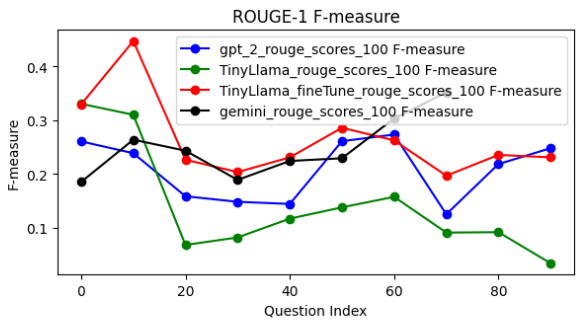 ROUGE-1 F-measure
gpt_2_rouge_scores_100 F-measure
TinyLlama_rouge_scores_100 F-measure
TinyLlama_fineTune_rouge_scores_100 F-measure
gemini_rouge_scores_100 F-measure
F-measure
0.4
0.3
0.2
0.1
0 20 40 60 80
Question Index